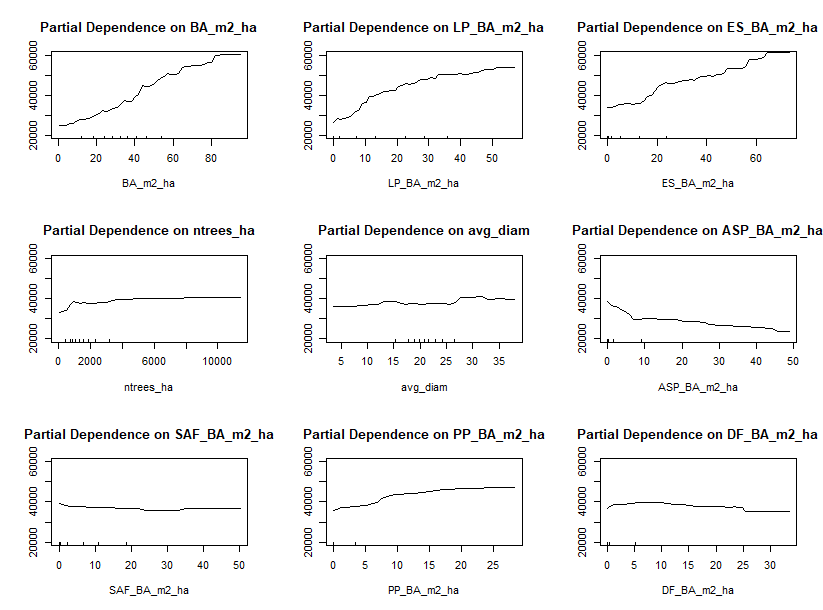 Partial Dependence on BA_m2_ha
20000 40000 60000
0 20 40 60 80
BA_m2_ha
Partial Dependence on LP_BA_m2_ha
20000 40000 60000
0 10 20 30 40 50
LP_BA_m2_ha
Partial Dependence on ES_BA_m2_ha
20000 40000 60000
0 20 40 60
ES_BA_m2_ha
Partial Dependence on ntrees_ha
20000 40000 60000
0 2000 6000 10000
ntrees_ha
Partial Dependence on avg_diam
20000 40000 60000
5 10 15 20 25 30 35
avg_diam
Partial Dependence on ASP_BA_m2_ha
20000 40000 60000
0 10 20 30 40 50
ASP_BA_m2_ha
Partial Dependence on SAF_BA_m2_ha
20000 40000 60000
0 10 20 30 40 50
SAF_BA_m2_ha
Partial Dependence on PP_BA_m2_ha
20000 40000 60000
0 5 10 15 20 25
PP_BA_m2_ha
Partial Dependence on DF_BA_m2_ha
20000 40000 60000
0 5 10 15 20 25 30
DF_BA_m2_ha